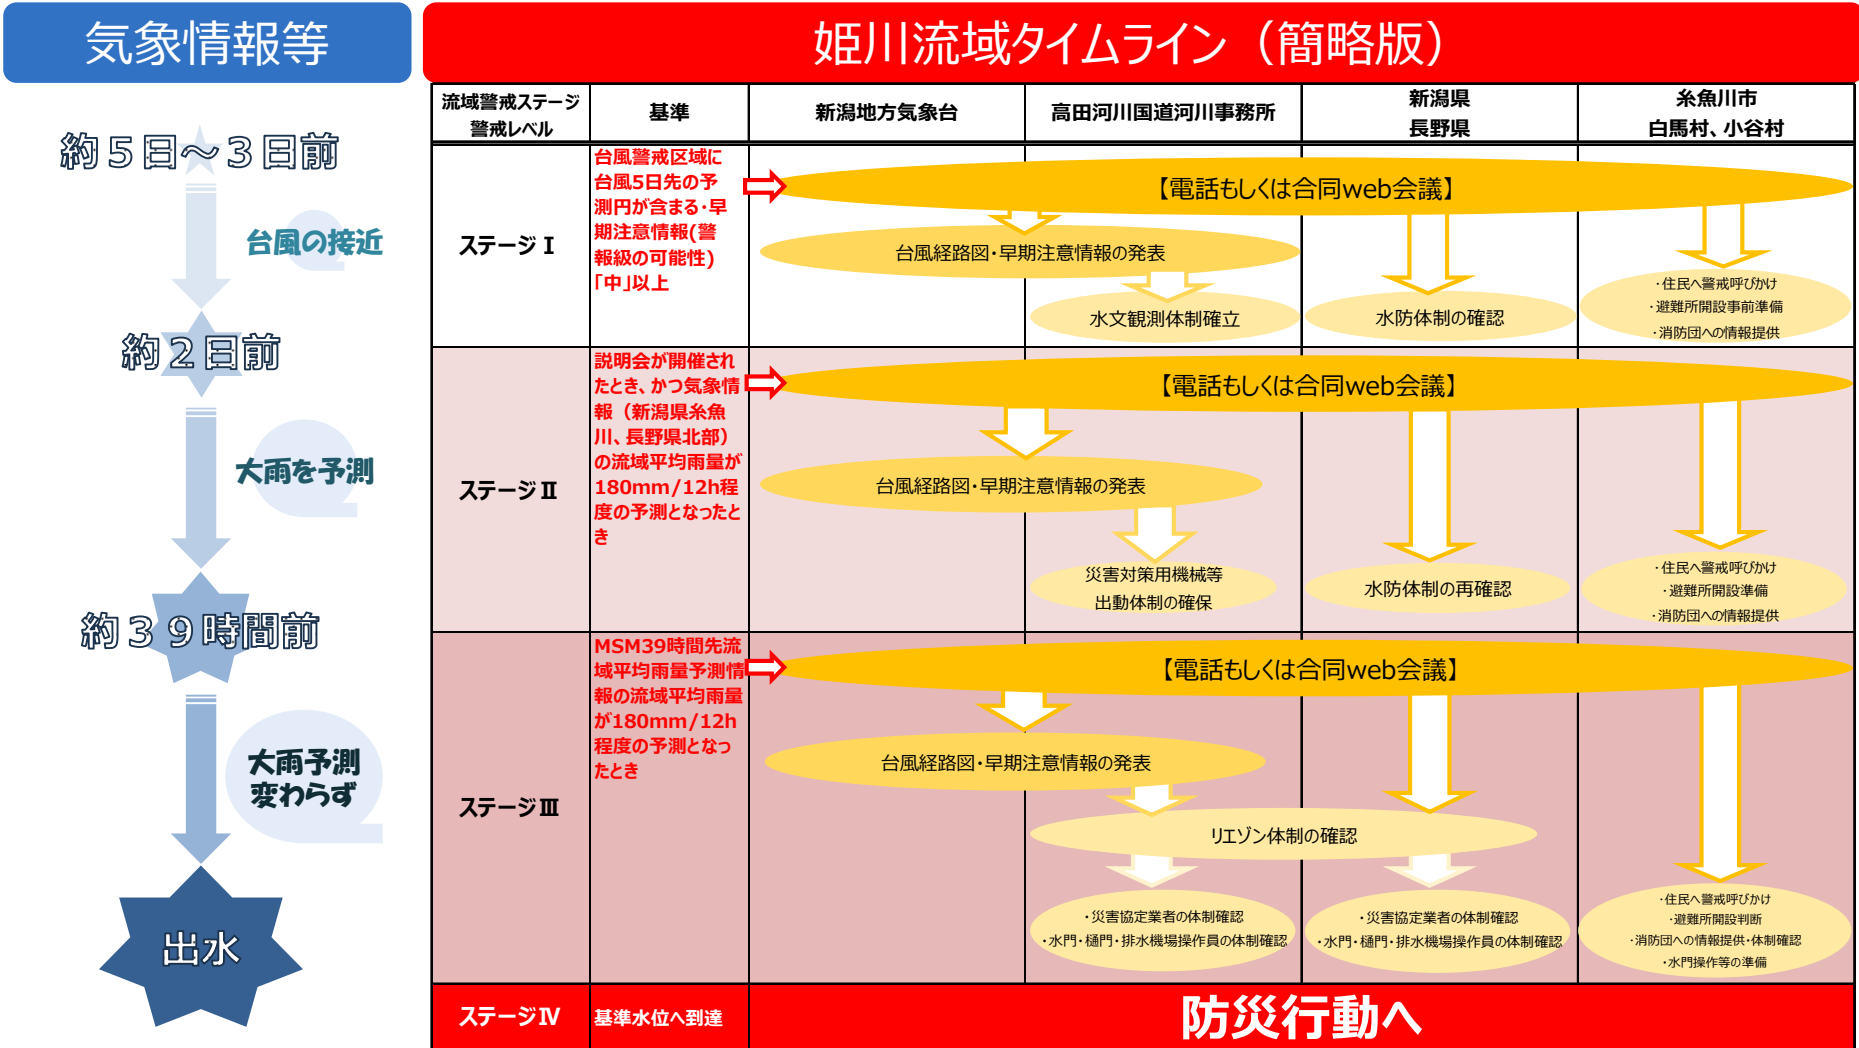 気象情報等
約5日～3日前
台風の接近
約2日前
大雨を予測
約39時間前
大雨予測
変わらず
出水
姫川流域タイムライン（簡略版）
流域警戒ステージ
警戒レベル
基準
新潟地方気象台
高田河川国道河川事務所
新潟県
長野県
糸魚川市
白馬村、小谷村
ステージⅠ
台風警戒区域に
台風5日先の予
測円が含まる・早
期注意情報(警
報級の可能性)
「中」以上
【電話もしくは合同web会議】
台風経路図・早期注意情報の発表
水文観測体制確立
水防体制の確認
・住民へ警戒呼びかけ
・避難所開設事前準備
・消防団への情報提供
ステージⅡ
説明会が開催され
たとき、かつ気象情
報（新潟県糸魚
川、長野県北部）
の流域平均雨量が
180mm/12h程
度の予測となったと
き
【電話もしくは合同web会議】
台風経路図・早期注意情報の発表
災害対策用機械等
出動体制の確保
水防体制の再確認
・住民へ警戒呼びかけ
・避難所開設準備
・消防団への情報提供
ステージⅢ
MSM39時間先流
域平均雨量予測情
報の流域平均雨量
が180mm/12h
程度の予測となっ
たとき
【電話もしくは合同web会議】
台風経路図・早期注意情報の発表
リエゾン体制の確認
・災害協定業者の体制確認
・水門・樋門・排水機場操作員の体制確認
・災害協定業者の体制確認
・水門・樋門・排水機場操作員の体制確認
・住民へ警戒呼びかけ
・避難所開設判断
・消防団への情報提供・体制確認
・水門操作等の準備
ステージⅣ
基準水位へ到達
防災行動へ